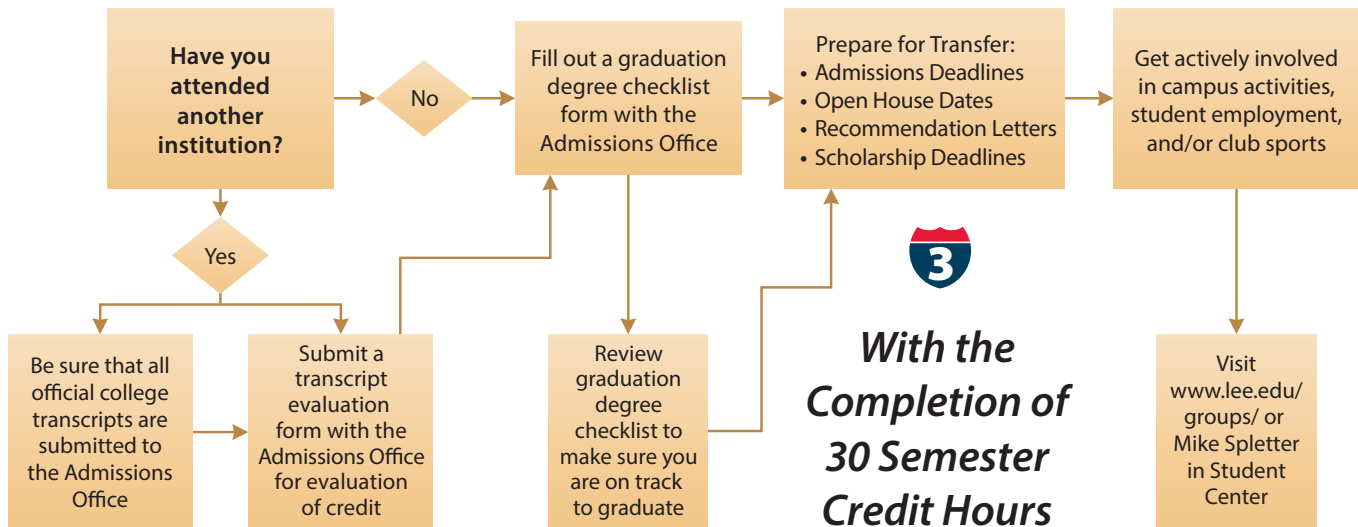 Have you
attended
another
institution?
No
Yes
Be sure that all
official college
transcripts are
submitted to
the Admissions
Office
Submit a
transcript
evaluation
form with the
Admissions Office
for evaluation
of credit
Fill out a graduation
degree checklist
form with the
Admissions Office
Review
graduation
degree
checklist to
make sure you
are on track
to graduate
Prepare for Transfer:
• Admissions Deadlines
• Open House Dates
• Recommendation Letters
• Scholarship Deadlines
Get actively involved
in campus activities,
student employment,
and/or club sports
Visit
www.lee.edu/
groups/ or
Mike Spletter
in Student
Center
3
With the
Completion of
30 Semester
Credit Hours